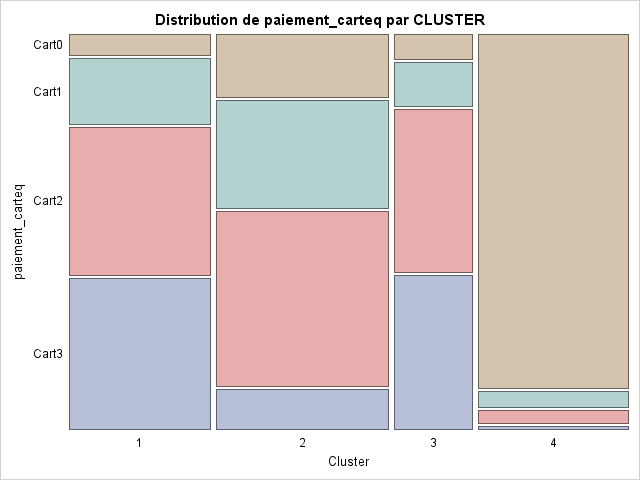 Distribution de paiement_carteq par CLUSTER
Cart0
Cart1
Cart2
Cart3
paiement_carteq
1 2 3 4
Cluster